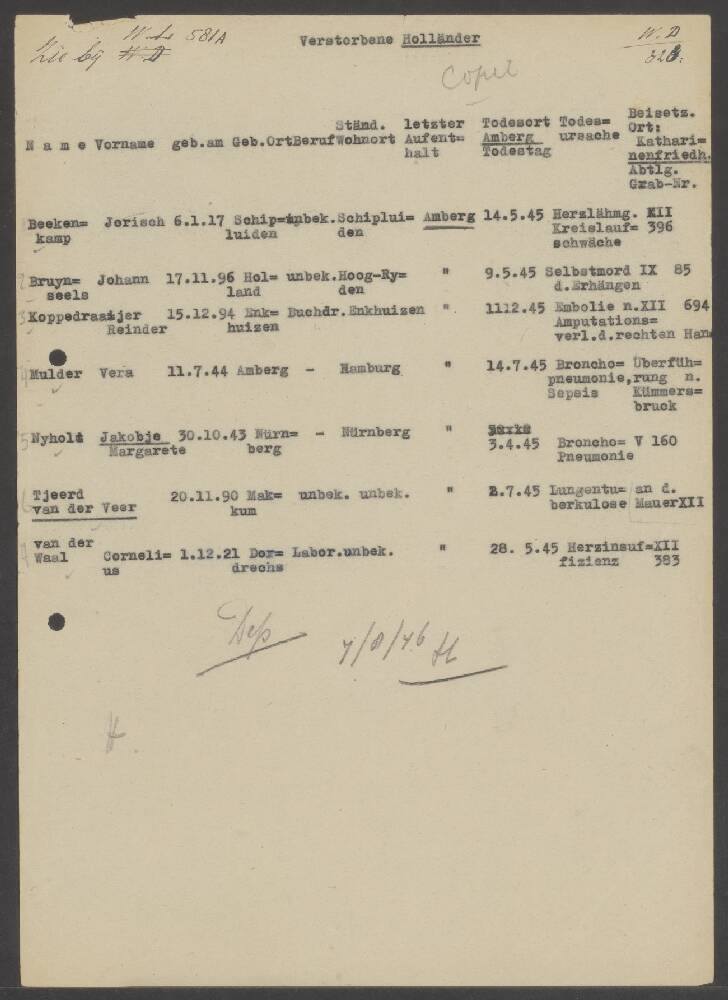 W.D
581A
Zie bij W.D
Verstorbene Holländer
W.D
328.
Copie
Ständ. letzter Todesort Todes= Beisetz.
N a m e Vorname geb.am Geb.Ort Beruf Wohnort Aufent= Amberg ursache Ort:
halt Todestag Kathari=
nenfriedh.
Abtlg.
Grab-Nr.
Beeken= Jorisch 6.1.17 Schip= unbek. Schiplui= Amberg 14.5.45 Herzlähmg. XII
kamp luiden den Kreislauf= 396
schwäche
Bruyn= Johann 17.11.96 Hol= unbek. Hoog-Ry= " 9.5.45 Selbstmord IX 85
seels land den d.Erhängen
Koppedraaijer 15.12.94 Enk= Buchdr. Enkhuizen " 1112.45 Embolie n. XII 694
Reinder huizen Amputations=
verl.d.rechten Han
Mulder Vera 11.7.44 Amberg - Hamburg " 14.7.45 Broncho= Überfüh=
pneumonie, rung n.
Sepsis Kümmers=
bruck
Nyholt Jakobje 30.10.43 Nürn= - Nürnberg "
Margarete berg 3.4.45 Broncho= V 160
Pneumonie
Tjeerd 20.11.90 Mak= unbek. unbek. " 2.7.45 Lungentu= an d.
van der Veer kum berkulose Mauer XII
van der
Waal Corneli= 1.12.21 Dor= Labor. unbek. " 28. 5.45 Herzinsuf= XII
us drechs fizienz 383
Dep 7/8/46 H
H